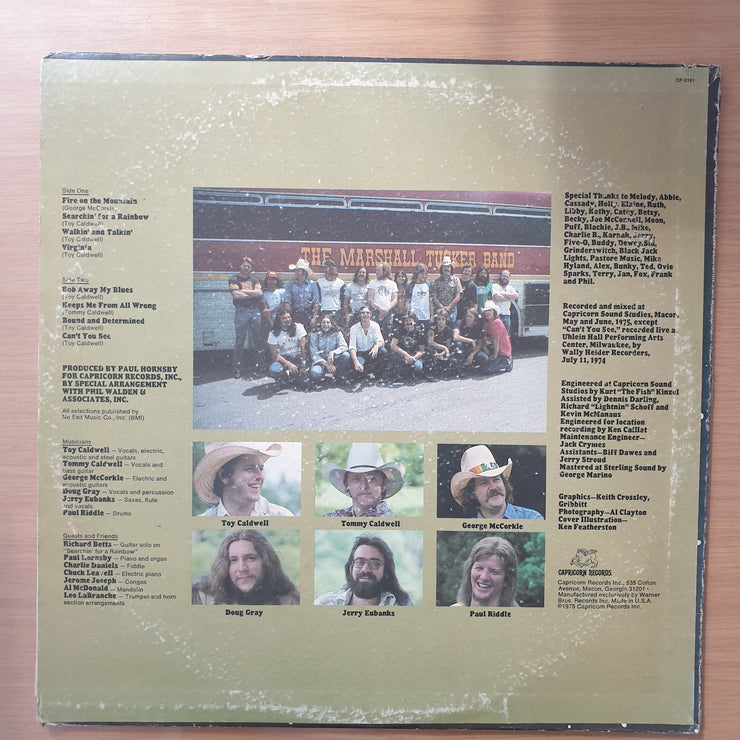 CP 0161
Side One
Fire on the Mountain
(George McCorkle)
Searchin' for a Rainbow
(Toy Caldwell)
Walkin' and Talkin'
(Toy Caldwell)
Virginia
(Toy Caldwell)
Side Two
Bob Away My Blues
(Toy Caldwell)
Keeps Me From All Wrong
(Tommy Caldwell)
Bound and Determined
(Toy Caldwell)
Can't You See
(Toy Caldwell)
PRODUCED BY PAUL HORNSBY
FOR CAPRICORN RECORDS, INC.,
BY SPECIAL ARRANGEMENT
WITH PHIL WALDEN &
ASSOCIATES, INC.
All selections published by
No Exit Music Co., Inc. (BMI)
Musicians
Toy Caldwell — Vocals, electric,
acoustic and steel guitars
Tommy Caldwell — Vocals and
bass guitar
George McCorkle — Electric and
acoustic guitars
Doug Gray — Vocals and percussion
Jerry Eubanks — Saxes, flute
and vocals
Paul Riddle — Drums
Guests and Friends
Richard Betts — Guitar solo on
"Searchin' for a Rainbow"
Paul Hornsby — Piano and organ
Charlie Daniels — Fiddle
Chuck Leavell — Electric piano
Jerome Joseph — Congas
Al McDonald — Mandolin
Leo LaBranche — Trumpet and horn
section arrangements
THE MARSHALL TUCKER BAND
Toy Caldwell
Tommy Caldwell
George McCorkle
Doug Gray
Jerry Eubanks
Paul Riddle
Special Thanks to Melody, Abbie,
Cassady, Holly, Elaine, Ruth,
Libby, Kathy, Cathy, Betsy,
Becky, Joe McConnell, Moon,
Puff, Blackie, J.B., Mike,
Charlie B., Karnak, Jerry,
Five-O, Buddy, Dewey, Sid,
Grinderswitch, Black Jack
Lights, Pastore Music, Mike
Hyland, Alex, Bunky, Ted, Ovie
Sparks, Terry, Jan, Fox, Frank
and Phil.
Recorded and mixed at
Capricorn Sound Studios, Macon,
May and June, 1975, except
"Can't You See," recorded live at
Uhlein Hall Performing Arts
Center, Milwaukee, by
Wally Heider Recorders,
July 11, 1974
Engineered at Capricorn Sound
Studios by Kurt "The Fish" Kinzel
Assisted by Dennis Darling,
Richard "Lightnin" Schoff and
Kevin McManaus
Engineered for location
recording by Ken Caillat
Maintenance Engineer—
Jack Crymes
Assistants—Biff Dawes and
Jerry Stroud
Mastered at Sterling Sound by
George Marino
Graphics—Keith Crossley,
Gribbitt
Photography—Al Clayton
Cover Illustration—
Ken Featherston
CAPRICORN RECORDS
Capricorn Records Inc., 535 Cotton
Avenue, Macon, Georgia 31201 •
Manufactured exclusively by Warner
Bros. Records Inc. Made in U.S.A.
©1975 Capricorn Records Inc.